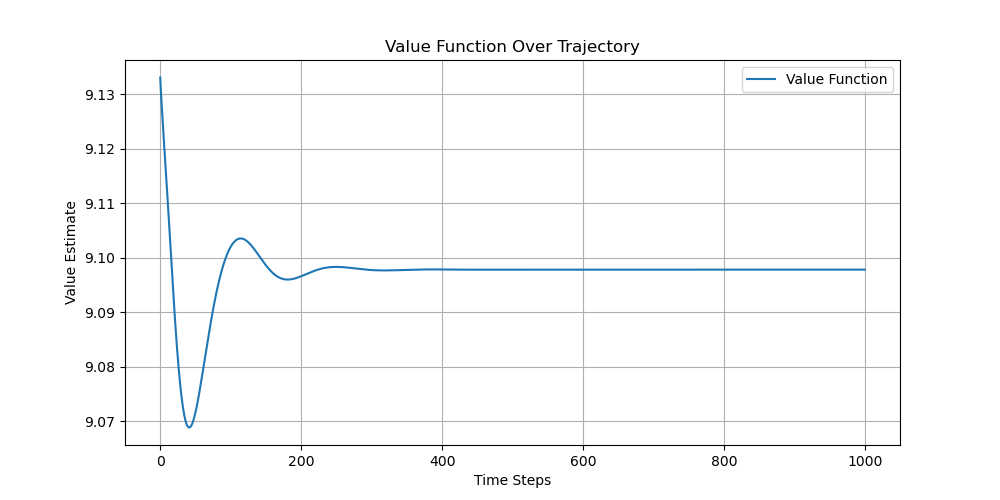 Value Function Over Trajectory
Value Function
9.13
9.12
9.11
9.10
9.09
9.08
9.07
Value Estimate
0 200 400 600 800 1000
Time Steps